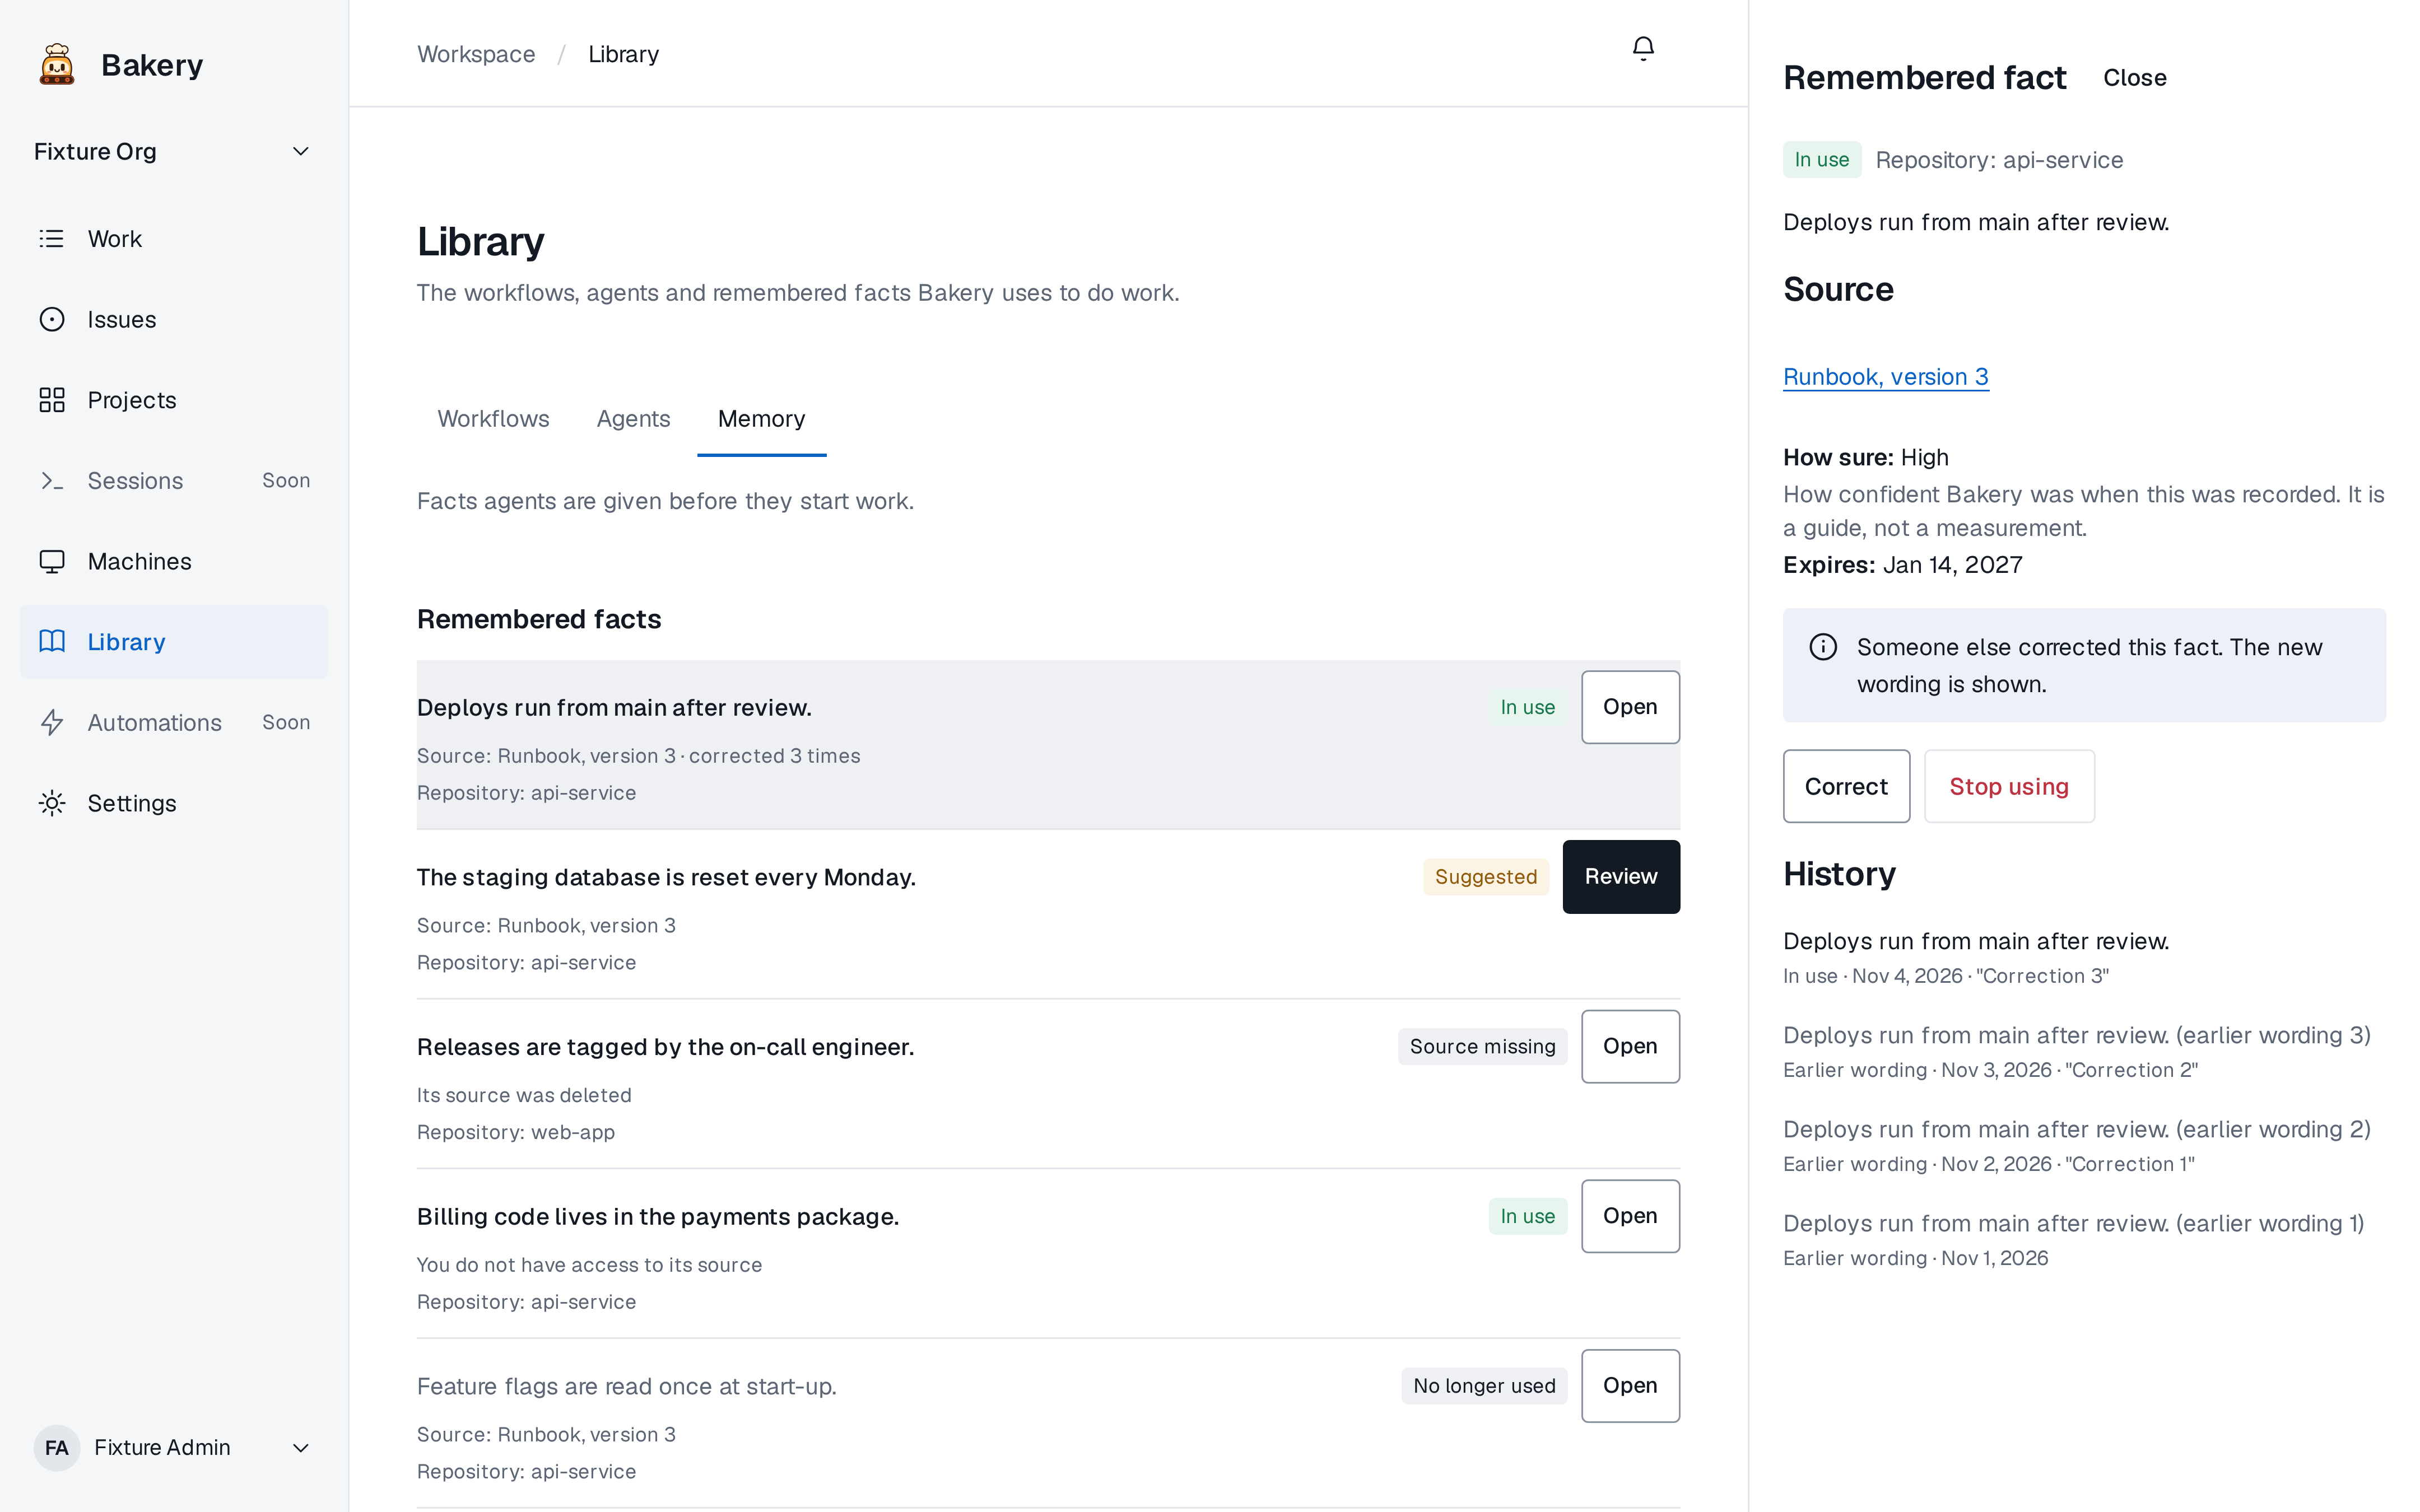 Bakery
Fixture Org
Work
Issues
Projects
Sessions Soon
Machines
Library
Automations Soon
Settings
FA Fixture Admin
Workspace / Library
Library
The workflows, agents and remembered facts Bakery uses to do work.
Workflows Agents Memory
Facts agents are given before they start work.
Remembered facts
Deploys run from main after review. In use Open
Source: Runbook, version 3 · corrected 3 times
Repository: api-service
The staging database is reset every Monday. Suggested Review
Source: Runbook, version 3
Repository: api-service
Releases are tagged by the on-call engineer. Source missing Open
Its source was deleted
Repository: web-app
Billing code lives in the payments package. In use Open
You do not have access to its source
Repository: api-service
Feature flags are read once at start-up. No longer used Open
Source: Runbook, version 3
Repository: api-service
Remembered fact Close
In use Repository: api-service
Deploys run from main after review.
Source
Runbook, version 3
How sure: High
How confident Bakery was when this was recorded. It is
a guide, not a measurement.
Expires: Jan 14, 2027
Someone else corrected this fact. The new
wording is shown.
Correct Stop using
History
Deploys run from main after review.
In use · Nov 4, 2026 · "Correction 3"
Deploys run from main after review. (earlier wording 3)
Earlier wording · Nov 3, 2026 · "Correction 2"
Deploys run from main after review. (earlier wording 2)
Earlier wording · Nov 2, 2026 · "Correction 1"
Deploys run from main after review. (earlier wording 1)
Earlier wording · Nov 1, 2026